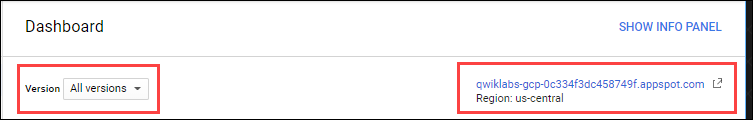 Dashboard
SHOW INFO PANEL
Version All versions
qwiklabs-gcp-0c334f3dc458749f.appspot.com
Region: us-central